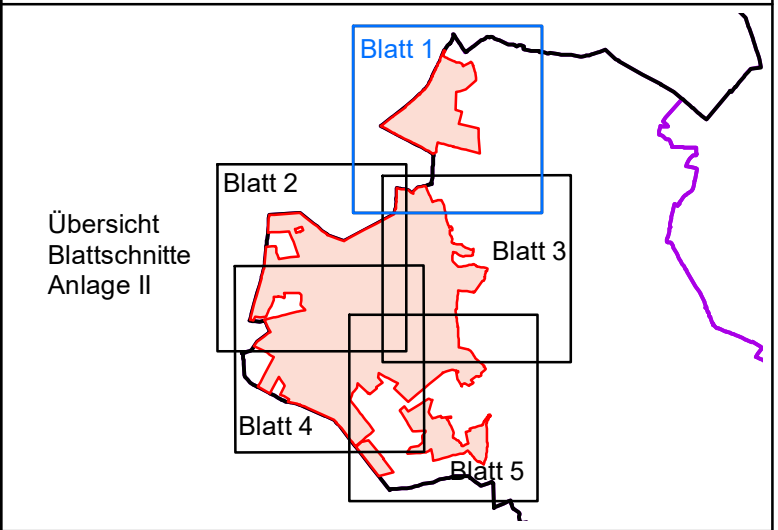 Blatt 1
Blatt 2
Übersicht
Blattschnitte
Anlage II
Blatt 3
Blatt 4
Blatt 5